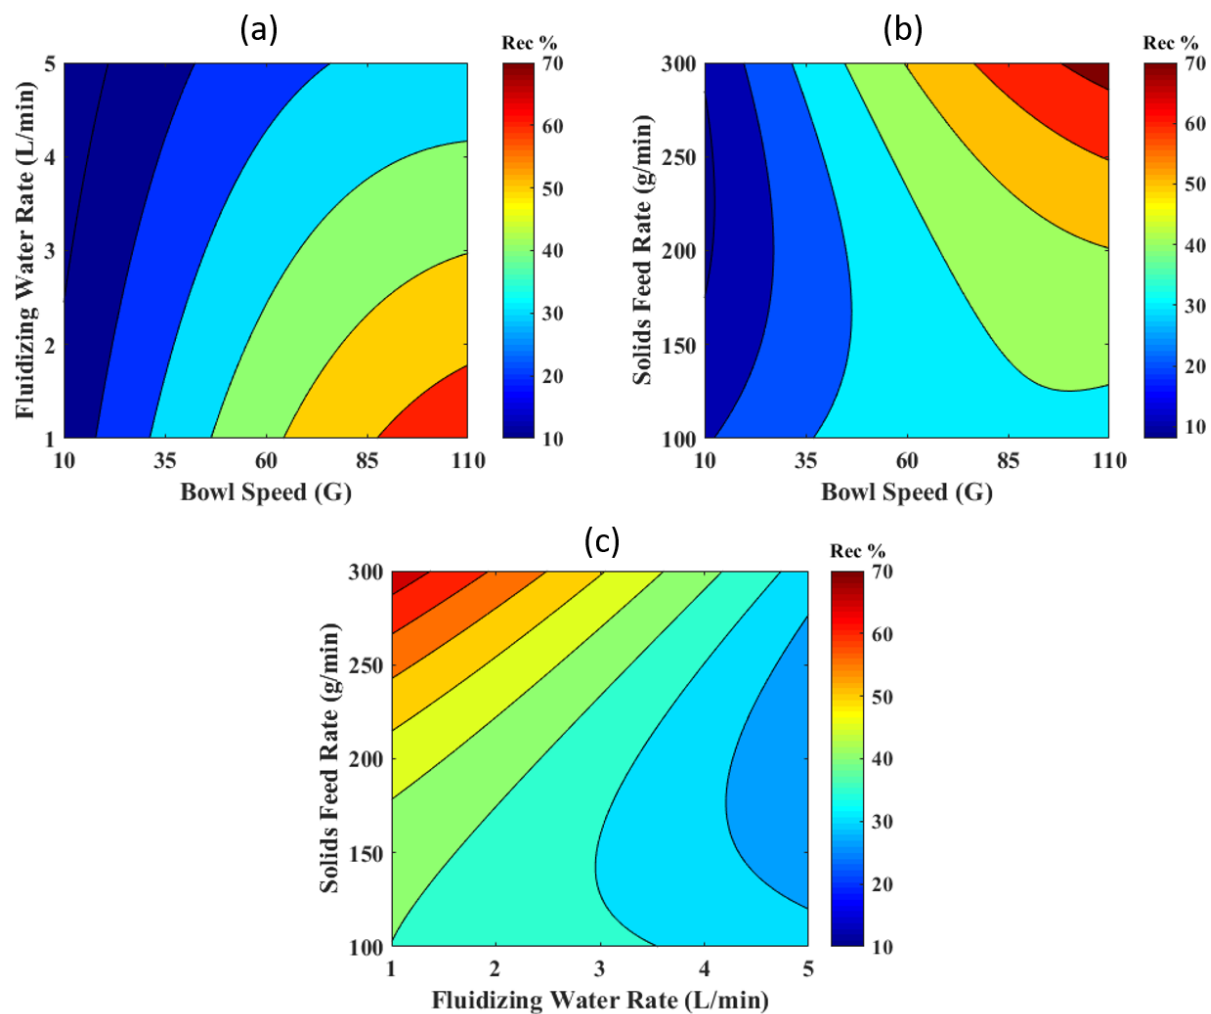 (a)
Rec %
Fluidizing Water Rate (L/min)
5
4
3
2
1
10 35 60 85 110
Bowl Speed (G)
70
60
50
40
30
20
10
(b)
Rec %
Solids Feed Rate (g/min)
300
250
200
150
100
10 35 60 85 110
Bowl Speed (G)
70
60
50
40
30
20
10
(c)
Rec %
Solids Feed Rate (g/min)
300
250
200
150
100
1 2 3 4 5
Fluidizing Water Rate (L/min)
70
60
50
40
30
20
10